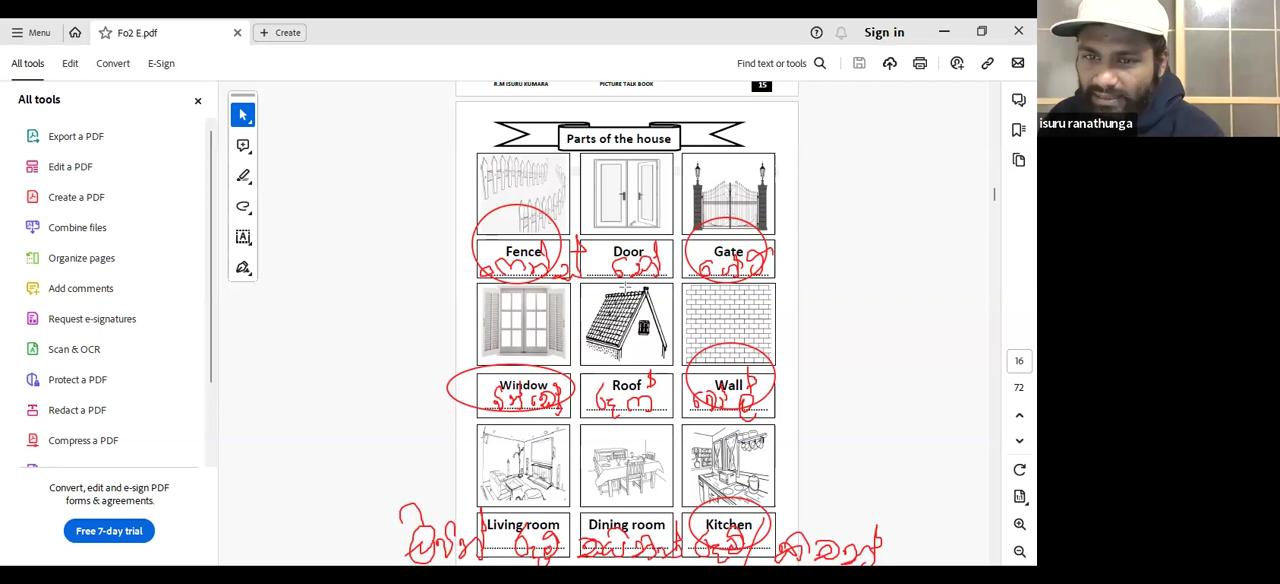 Menu
Fo2 E.pdf
Create
Sign in
All tools
Edit
Convert
E-Sign
Find text or tools
All tools
Export a PDF
Edit a PDF
Create a PDF
Combine files
Organize pages
Add comments
Request e-signatures
Scan & OCR
Protect a PDF
Redact a PDF
Compress a PDF
Convert, edit and e-sign PDF
forms & agreements.
Free 7-day trial
R.M ISURU KUMARA PICTURE TALK BOOK 15
Parts of the house
Fence Door Gate
Window Roof Wall
Living room Dining room Kitchen
16
72
isuru ranathunga